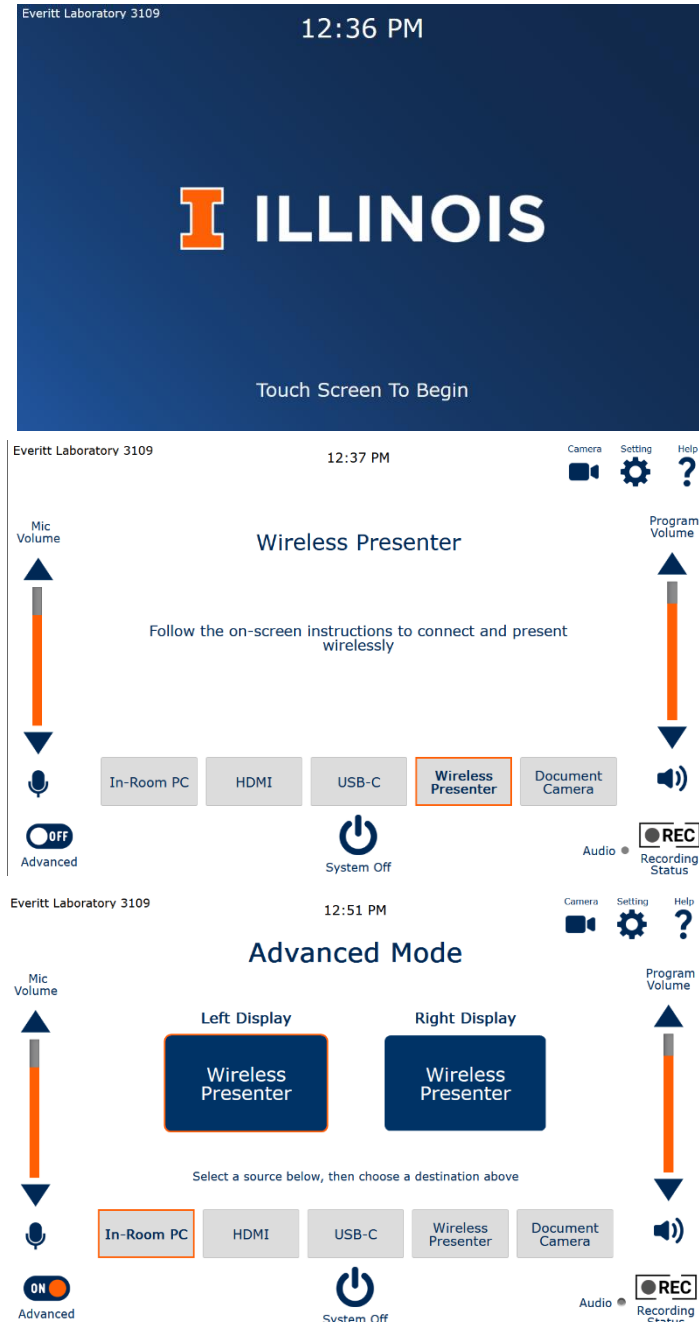 Everitt Laboratory 3109
12:36 PM
I ILLINOIS
Touch Screen To Begin
Everitt Laboratory 3109
12:37 PM
Camera
Setting
Help
?
Mic
Volume
Program
Volume
Wireless Presenter
Follow the on-screen instructions to connect and present
wirelessly
In-Room PC
HDMI
USB-C
Wireless
Presenter
Document
Camera
OFF
Advanced
System Off
Audio
REC
Recording
Status
Everitt Laboratory 3109
12:51 PM
Camera
Setting
Help
?
Advanced Mode
Mic
Volume
Program
Volume
Left Display
Right Display
Wireless
Presenter
Wireless
Presenter
Select a source below, then choose a destination above
In-Room PC
HDMI
USB-C
Wireless
Presenter
Document
Camera
ON
Advanced
System Off
Audio
REC
Recording
Status